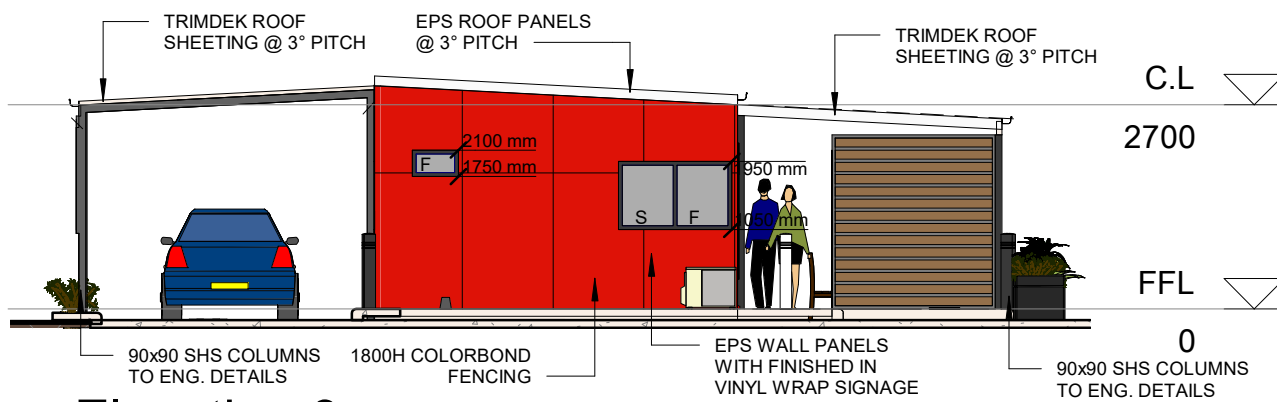 TRIMDEK ROOF
SHEETING @ 3° PITCH
EPS ROOF PANELS
@ 3° PITCH
TRIMDEK ROOF
SHEETING @ 3° PITCH
C.L
2700
2100 mm
F
1750 mm
1950 mm
S
F
1050 mm
FFL
0
90x90 SHS COLUMNS
TO ENG. DETAILS
1800H COLORBOND
FENCING
EPS WALL PANELS
WITH FINISHED IN
VINYL WRAP SIGNAGE
90x90 SHS COLUMNS
TO ENG. DETAILS